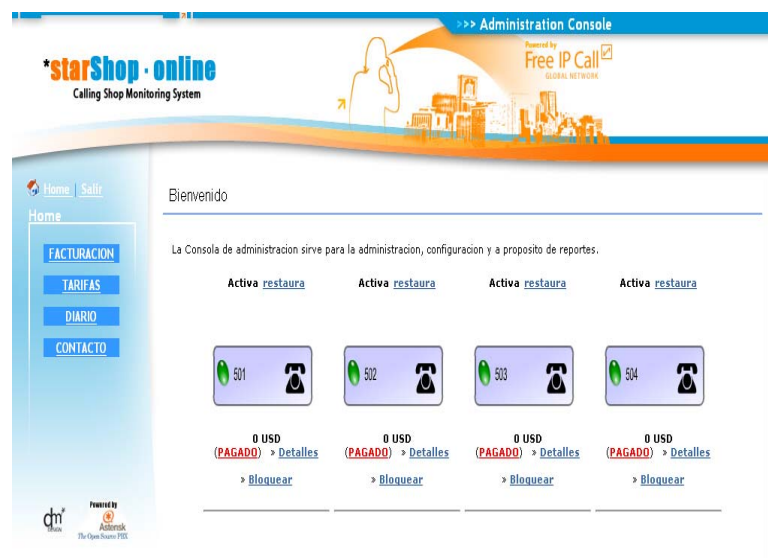 >>> Administration Console
*starShop · online
Calling Shop Monitoring System
Powered by
Free IP Call
GLOBAL NETWORK
Home | Salir
Home
Bienvenido
La Consola de administracion sirve para la administracion, configuracion y a proposito de reportes.
FACTURACION
TARIFAS
DIARIO
CONTACTO
Activa restaura Activa restaura Activa restaura Activa restaura
501 502 503 504
0 USD 0 USD 0 USD 0 USD
(PAGADO) » Detalles (PAGADO) » Detalles (PAGADO) » Detalles (PAGADO) » Detalles
» Bloquear » Bloquear » Bloquear » Bloquear
dm
Powered by
Asterisk
The Open Source PBX